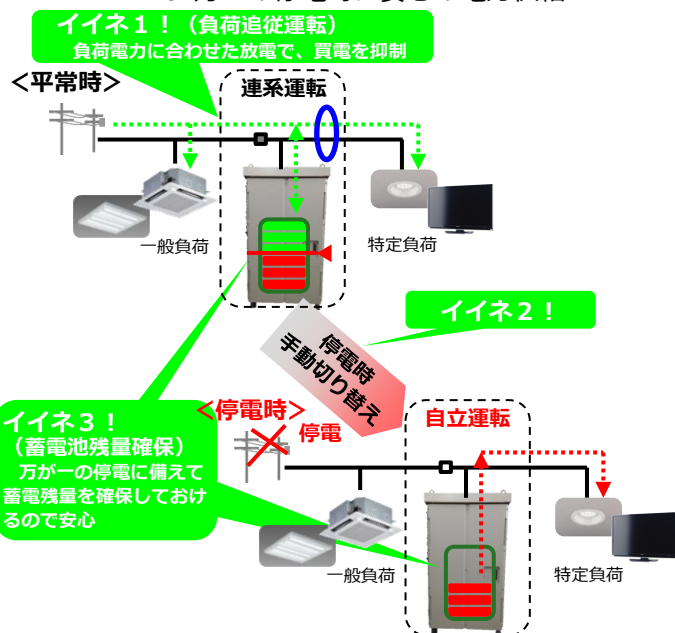 イイネ１！（負荷追従運転）
負荷電力に合わせた放電で、買電を抑制
＜平常時＞
連系運転
一般負荷
特定負荷
イイネ２！
停電時
手動切り替え
イイネ３！
（蓄電池残量確保）
万が一の停電に備えて
蓄電残量を確保しておけ
るので安心
＜停電時＞
停電
自立運転
一般負荷
特定負荷